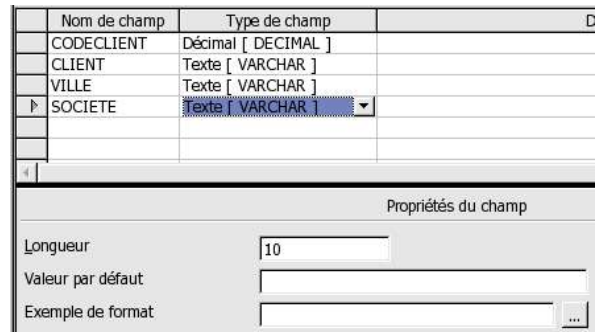 Nom de champ Type de champ D
CODECLIENT Décimal [ DECIMAL ]
CLIENT Texte [ VARCHAR ]
VILLE Texte [ VARCHAR ]
SOCIETE Texte [ VARCHAR ]
Propriétés du champ
Longueur 10
Valeur par défaut
Exemple de format ...